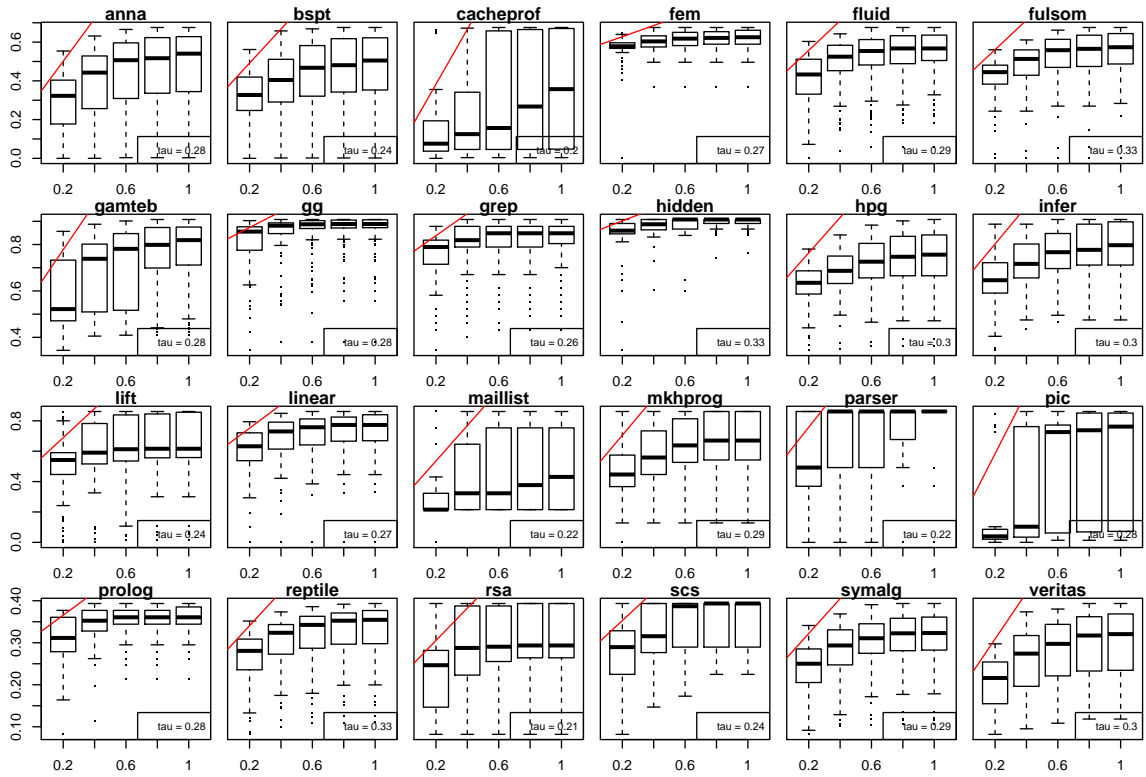 anna bspt cacheprof fem fluid fulsom
0.0 0.2 0.4 0.6
tau = 0.28 tau = 0.24 tau = 0.2 tau = 0.27 tau = 0.29 tau = 0.33
0.2 0.6 1 0.2 0.6 1 0.2 0.6 1 0.2 0.6 1 0.2 0.6 1 0.2 0.6 1
gamteb gg grep hidden hpg infer
0.4 0.6 0.8
tau = 0.28 tau = 0.28 tau = 0.26 tau = 0.33 tau = 0.3 tau = 0.3
0.2 0.6 1 0.2 0.6 1 0.2 0.6 1 0.2 0.6 1 0.2 0.6 1 0.2 0.6 1
lift linear maillist mkhprog parser pic
0.0 0.4 0.8
tau = 0.24 tau = 0.27 tau = 0.22 tau = 0.29 tau = 0.22 tau = 0.28
0.2 0.6 1 0.2 0.6 1 0.2 0.6 1 0.2 0.6 1 0.2 0.6 1 0.2 0.6 1
prolog reptile rsa scs symalg veritas
0.10 0.20 0.30 0.40
tau = 0.28 tau = 0.33 tau = 0.21 tau = 0.24 tau = 0.29 tau = 0.3
0.2 0.6 1 0.2 0.6 1 0.2 0.6 1 0.2 0.6 1 0.2 0.6 1 0.2 0.6 1